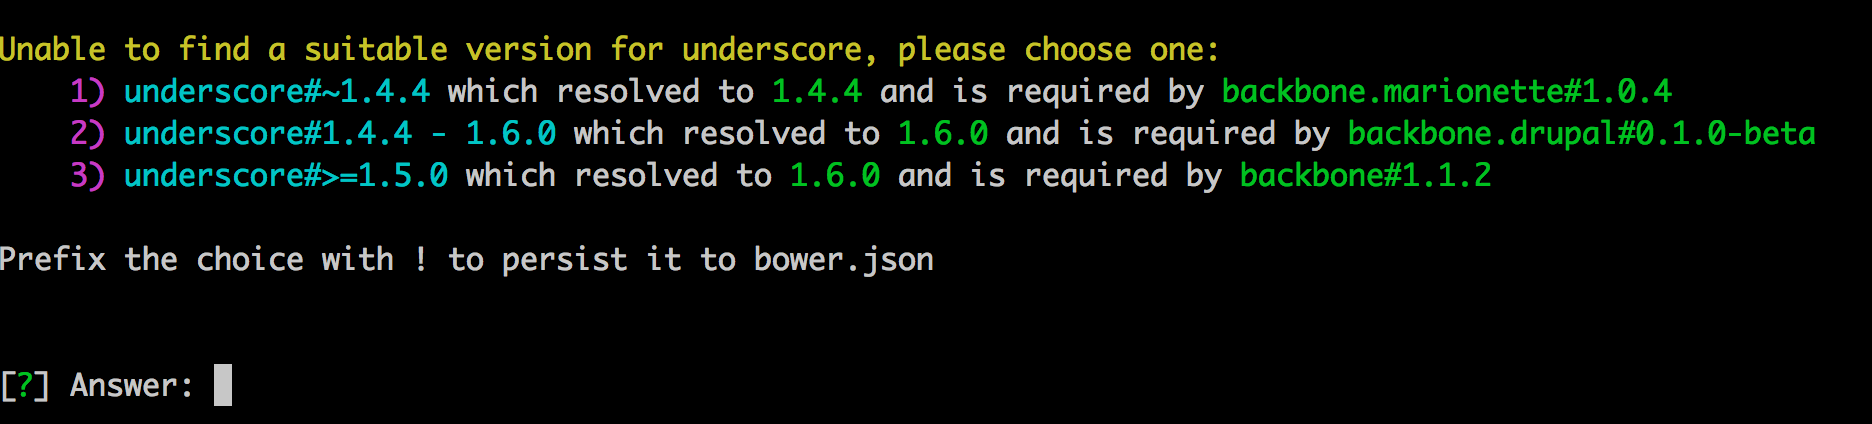 Unable to find a suitable version for underscore, please choose one:
1) underscore#~1.4.4 which resolved to 1.4.4 and is required by backbone.marionette#1.0.4
2) underscore#1.4.4 - 1.6.0 which resolved to 1.6.0 and is required by backbone.drupal#0.1.0-beta
3) underscore#>=1.5.0 which resolved to 1.6.0 and is required by backbone#1.1.2
Prefix the choice with ! to persist it to bower.json
[?] Answer: